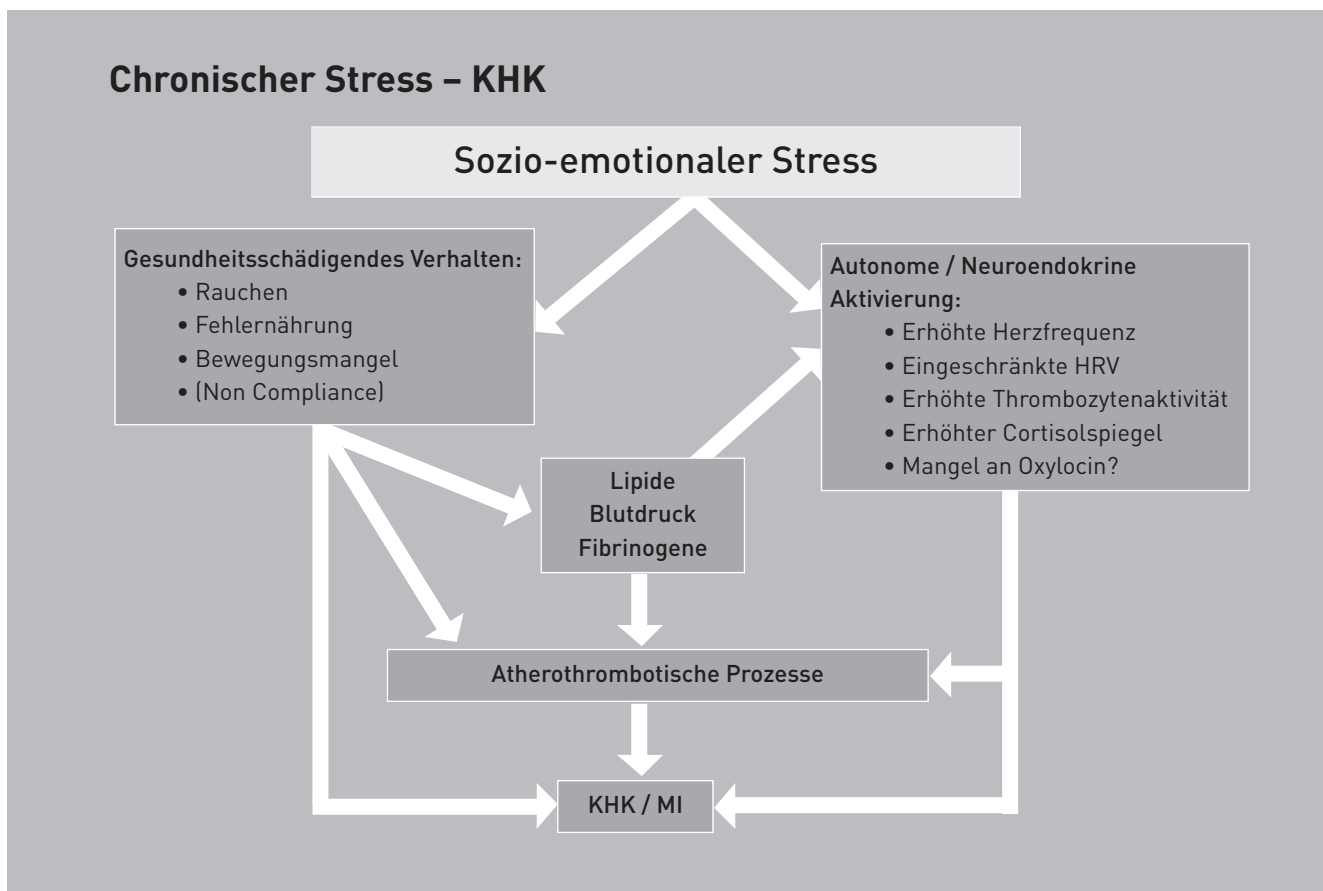 Chronischer Stress – KHK
Sozio-emotionaler Stress
Gesundheitsschädigendes Verhalten:
• Rauchen
• Fehlernährung
• Bewegungsmangel
• (Non Compliance)
Autonome / Neuroendokrine
Aktivierung:
• Erhöhte Herzfrequenz
• Eingeschränkte HRV
• Erhöhte Thrombozytenaktivität
• Erhöhter Cortisolspiegel
• Mangel an Oxylocin?
Lipide
Blutdruck
Fibrinogene
Atherothrombotische Prozesse
KHK / MI